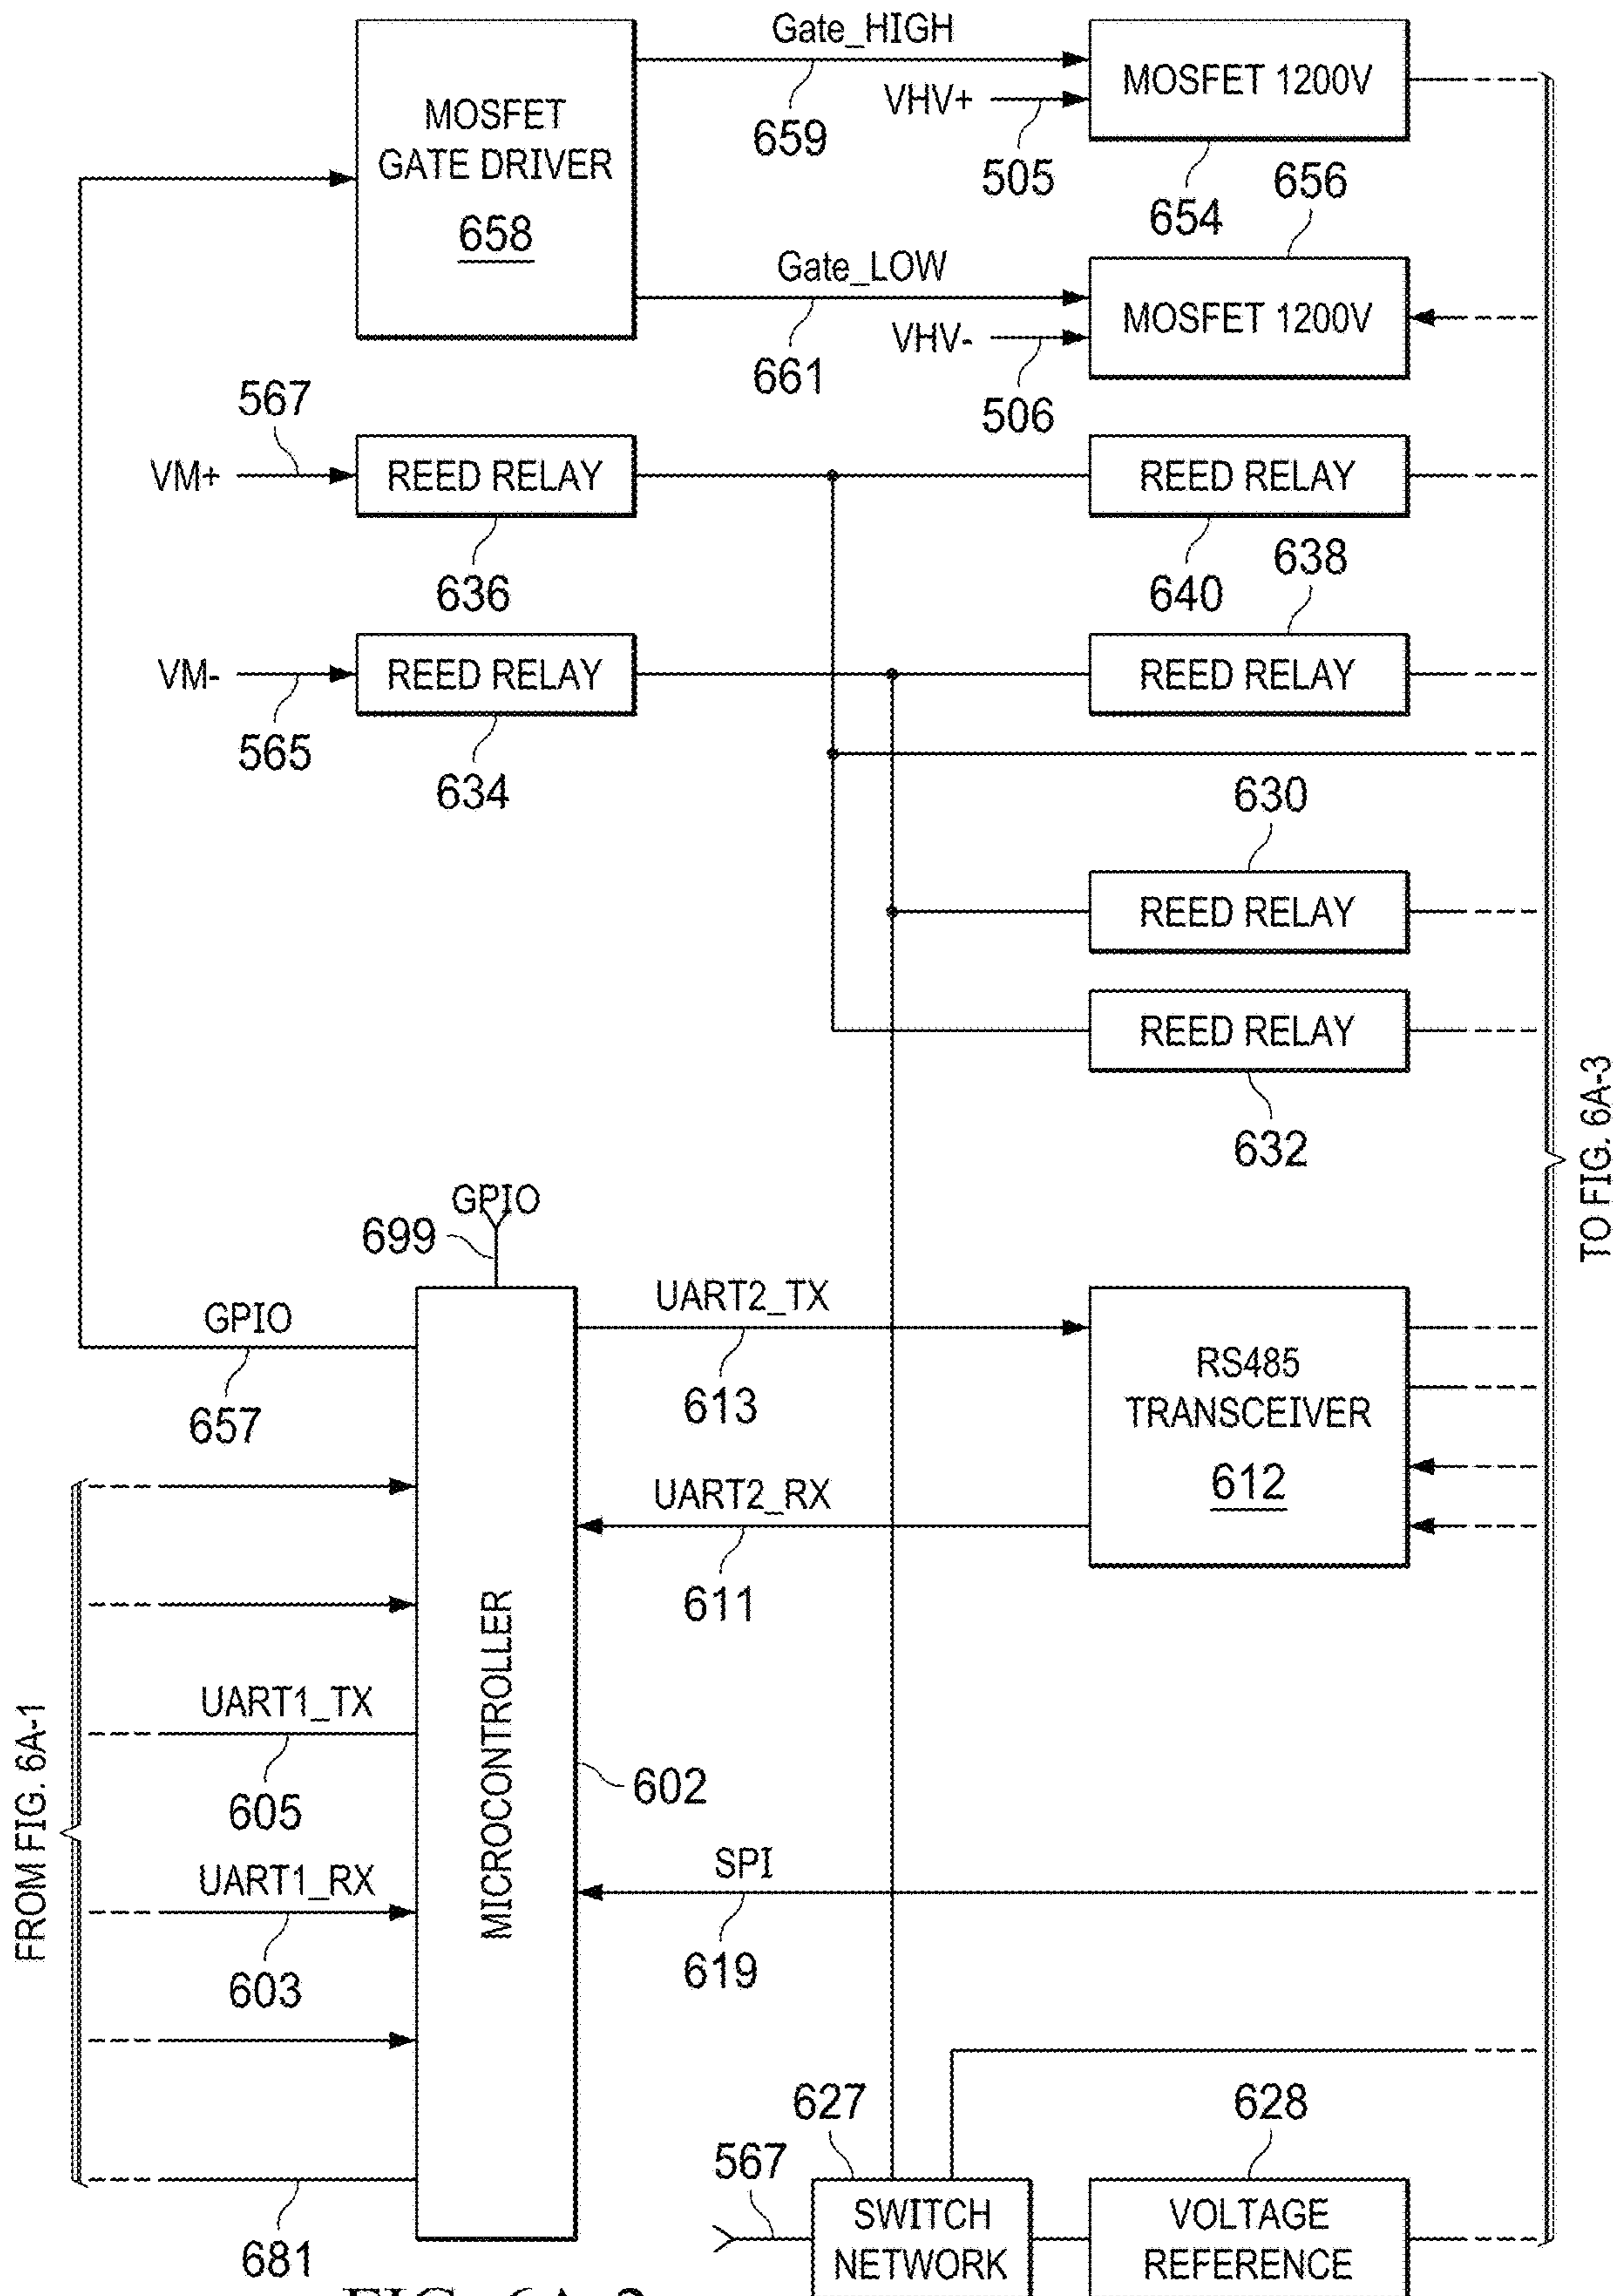 Gate_HIGH
MOSFET 1200V
MOSFET
GATE DRIVER
658
VHV+
659
505
654
656
Gate_LOW
MOSFET 1200V
VHV-
661
506
567
VM+
REED RELAY
REED RELAY
636
640
638
VM-
REED RELAY
REED RELAY
565
634
630
REED RELAY
REED RELAY
632
TO FIG. 6A-3
GPIO
699
GPIO
657
UART2_TX
613
RS485
TRANSCEIVER
612
UART2_RX
611
MICROCONTROLLER
602
FROM FIG. 6A-1
UART1_TX
605
UART1_RX
603
SPI
619
627
628
567
SWITCH
NETWORK
VOLTAGE
REFERENCE
681